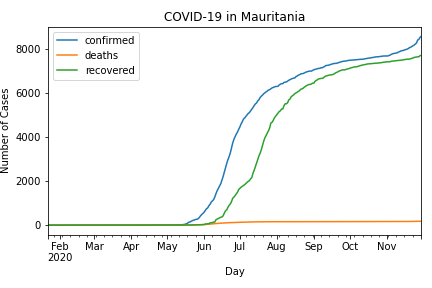 COVID-19 in Mauritania
confirmed
deaths
recovered
Number of Cases
8000
6000
4000
2000
0
Feb Mar Apr May Jun Jul Aug Sep Oct Nov
2020
Day